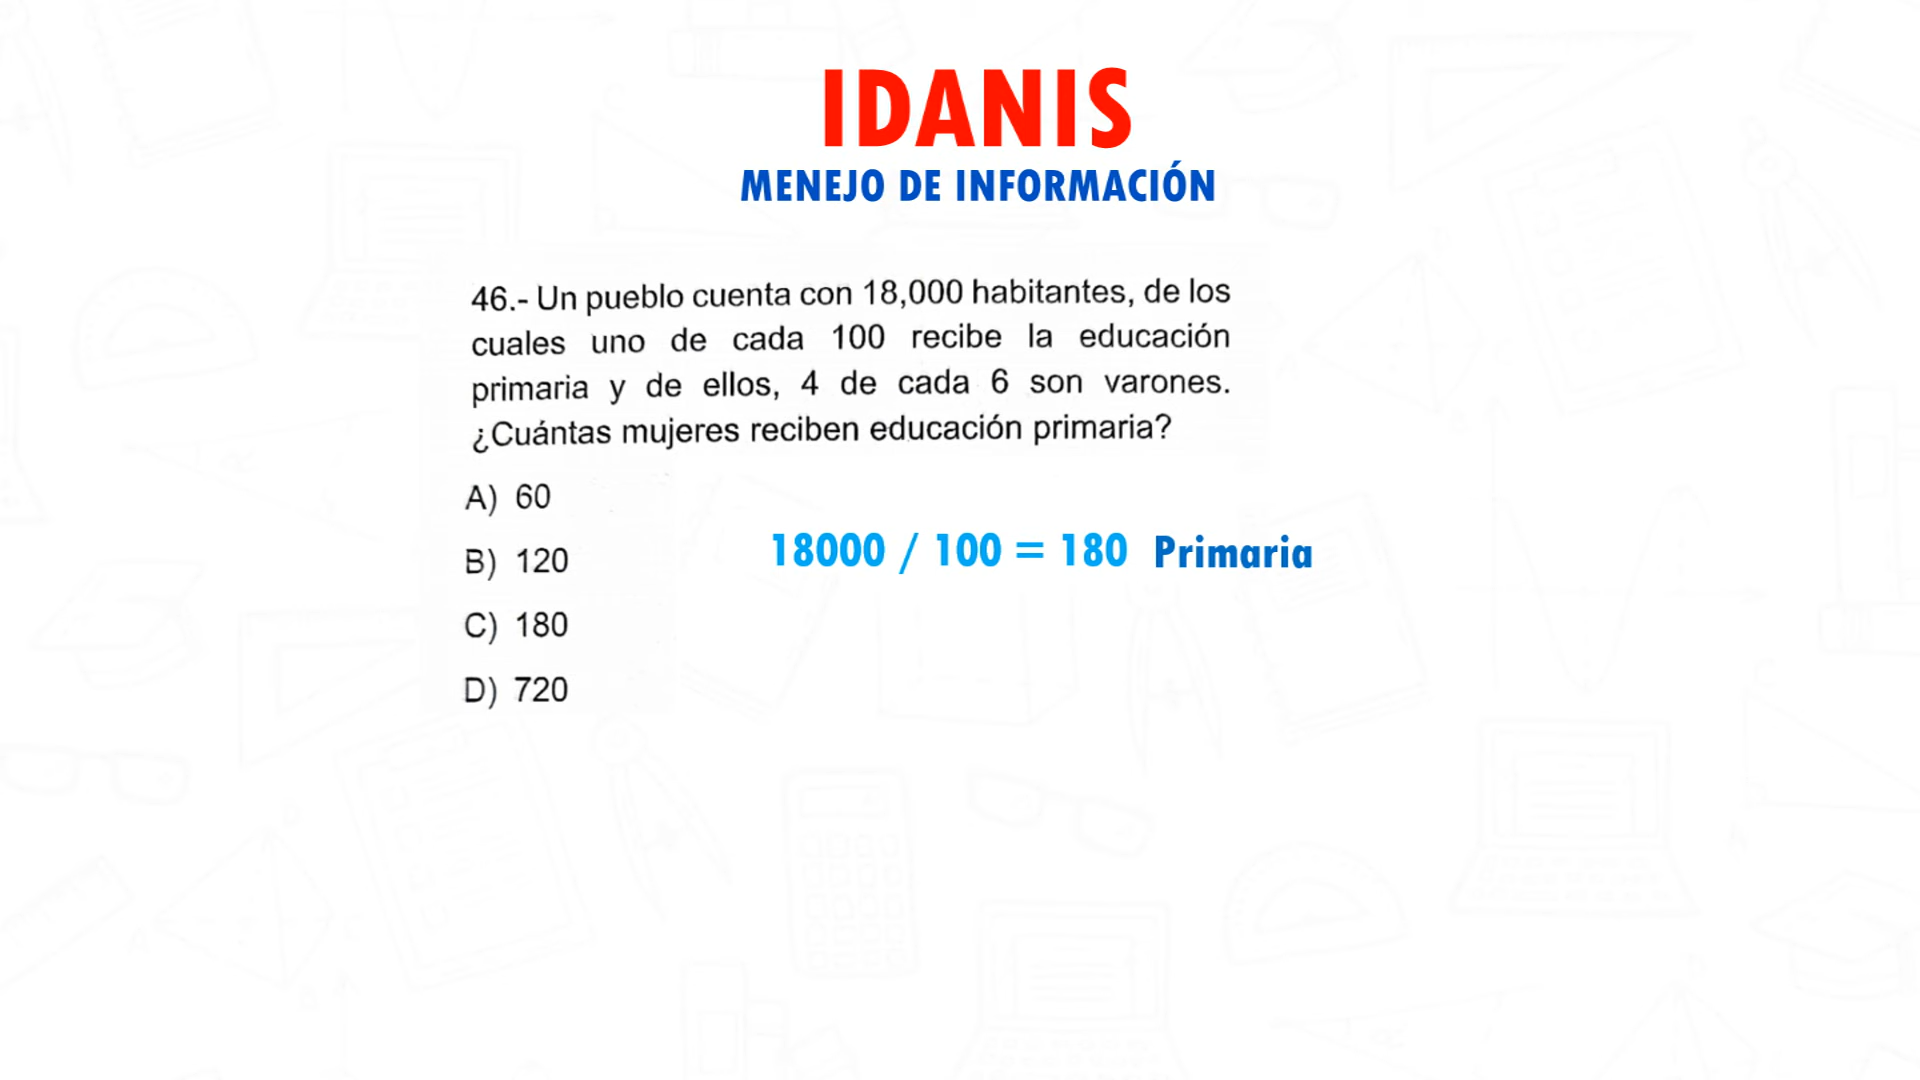 IDANIS
MENEJO DE INFORMACIÓN
46.- Un pueblo cuenta con 18,000 habitantes, de los
cuales uno de cada 100 recibe la educación
primaria y de ellos, 4 de cada 6 son varones.
¿Cuántas mujeres reciben educación primaria?
A) 60
B) 120
18000 / 100 = 180 Primaria
C) 180
D) 720